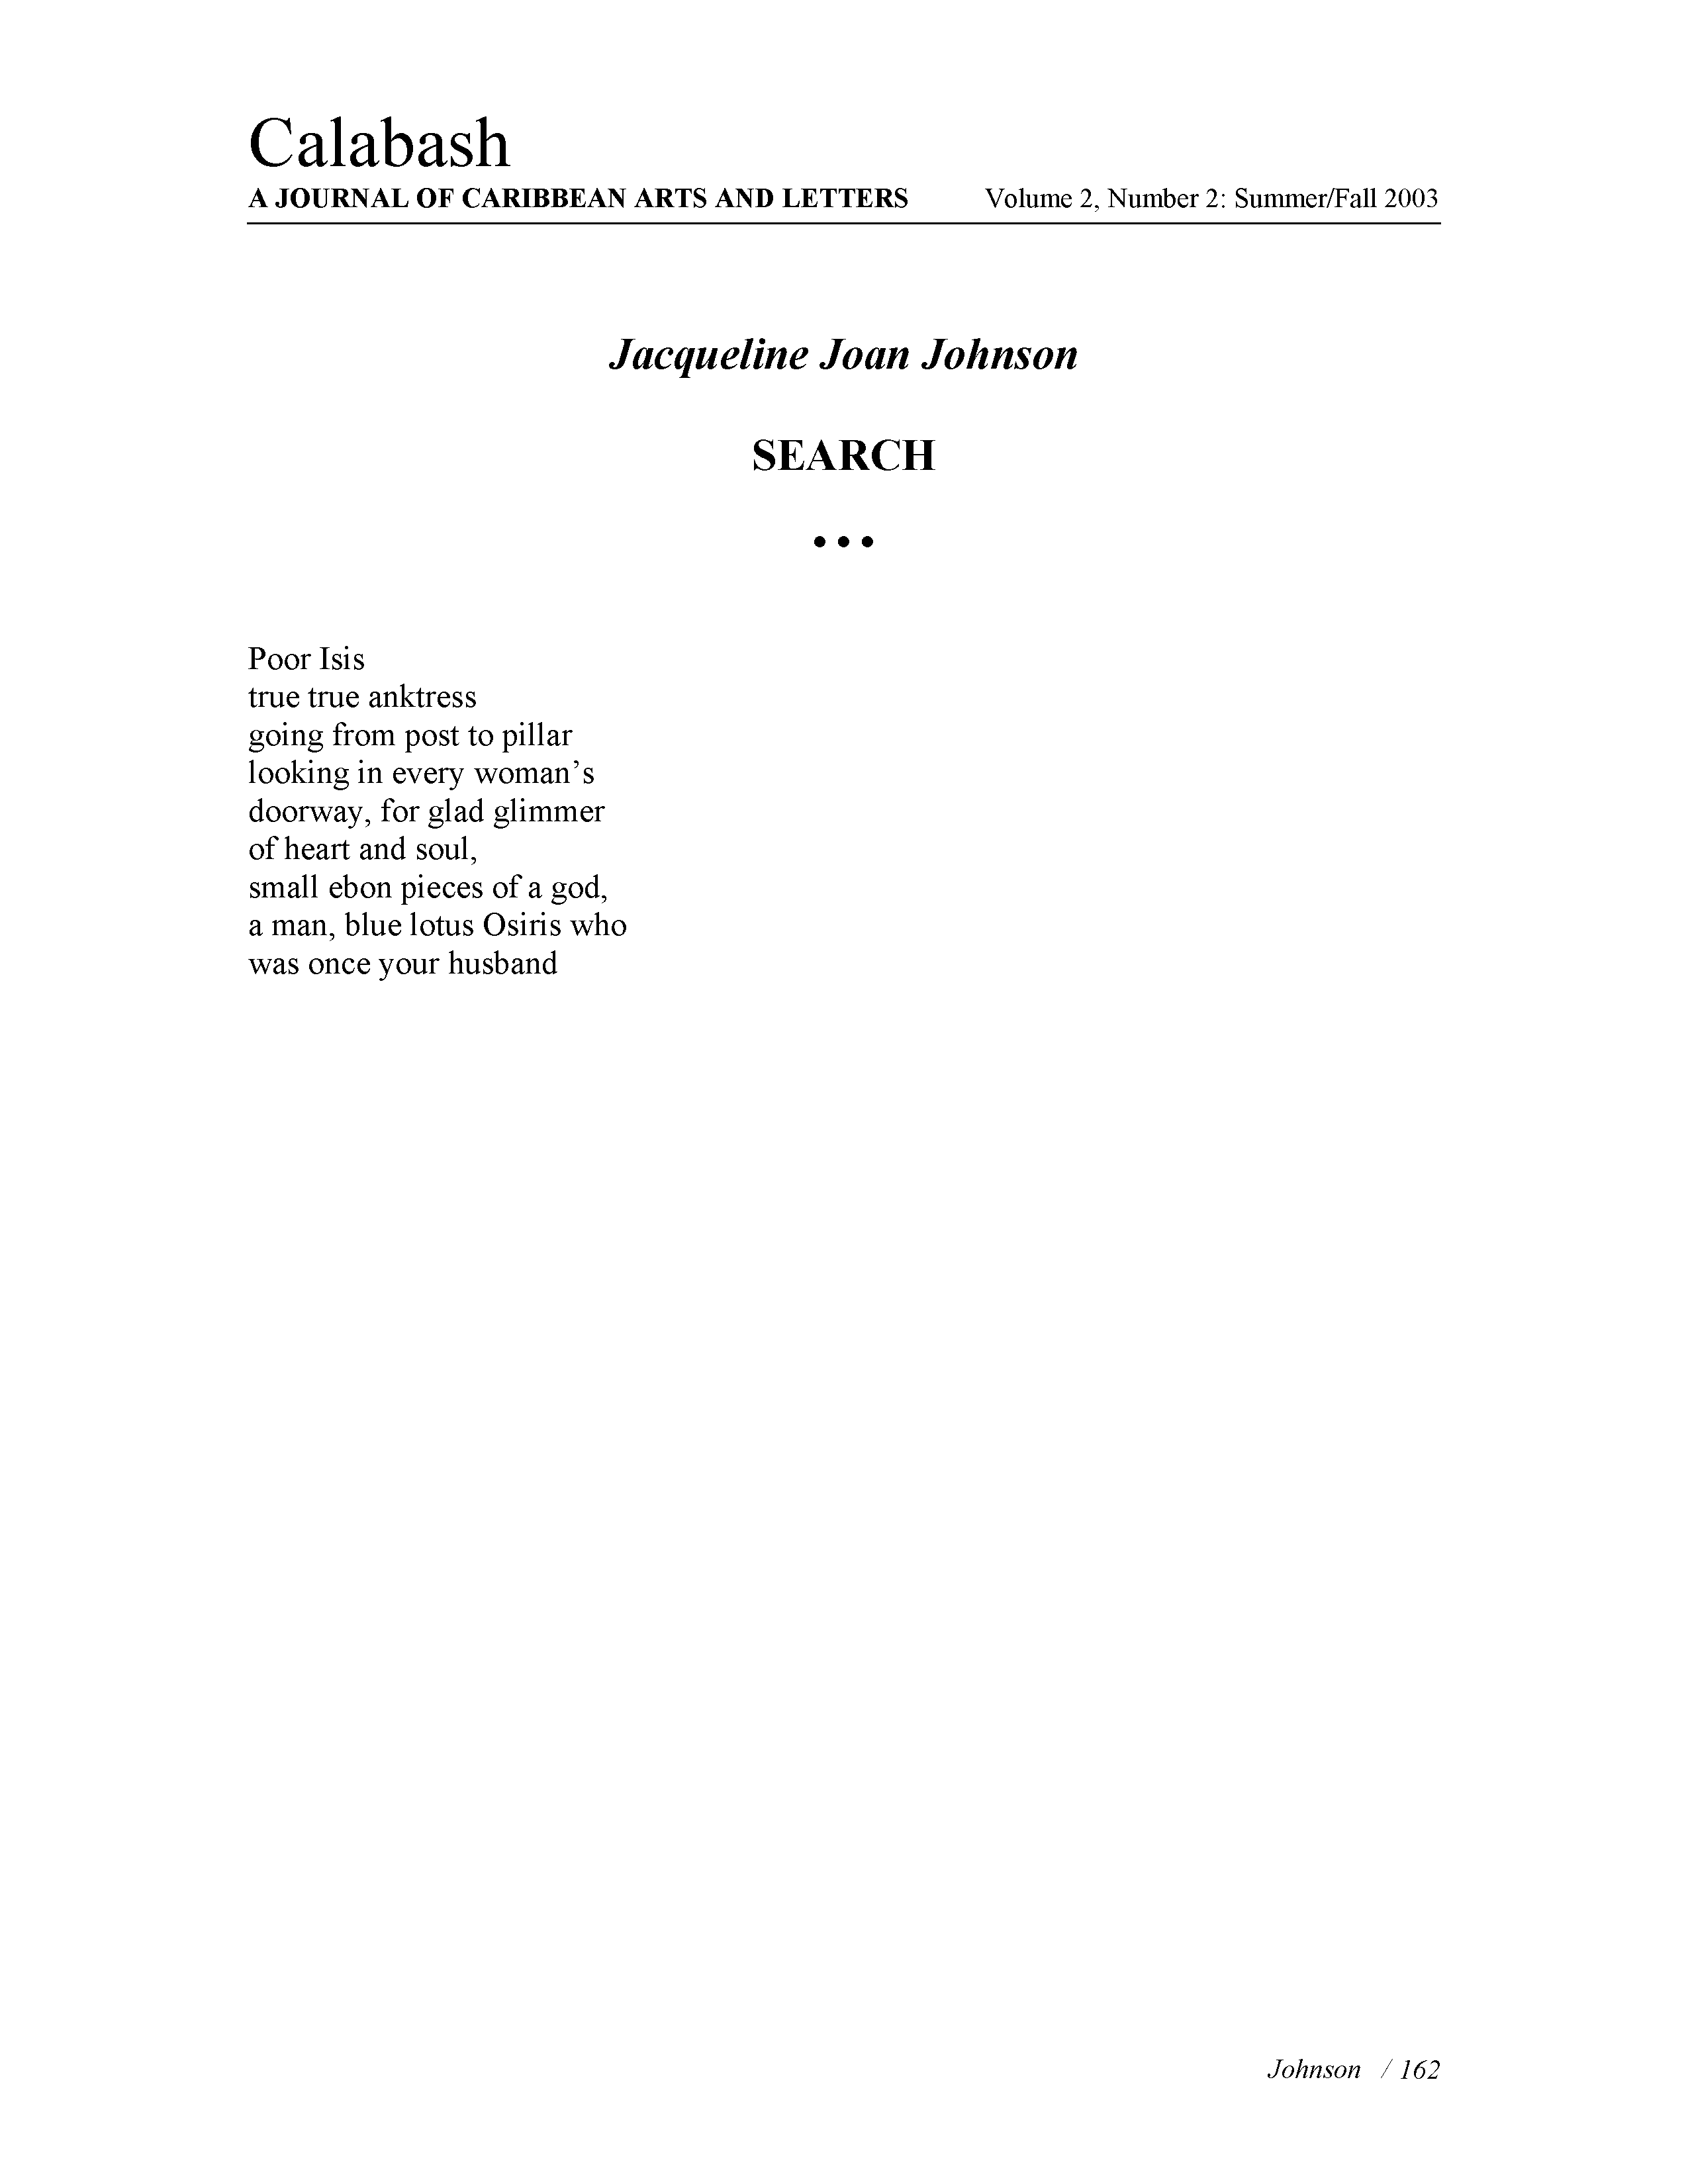 Calabash
A JOURNAL OF CARIBBEAN ARTS AND LETTERS Volume 2, Number 2: Summer/Fall 2003
Jacqueline Joan Johnson
SEARCH
• • •
Poor Isis
true true anktress
going from post to pillar
looking in every woman’s
doorway, for glad glimmer
of heart and soul,
small ebon pieces of a god,
a man, blue lotus Osiris who
was once your husband
Johnson / 162